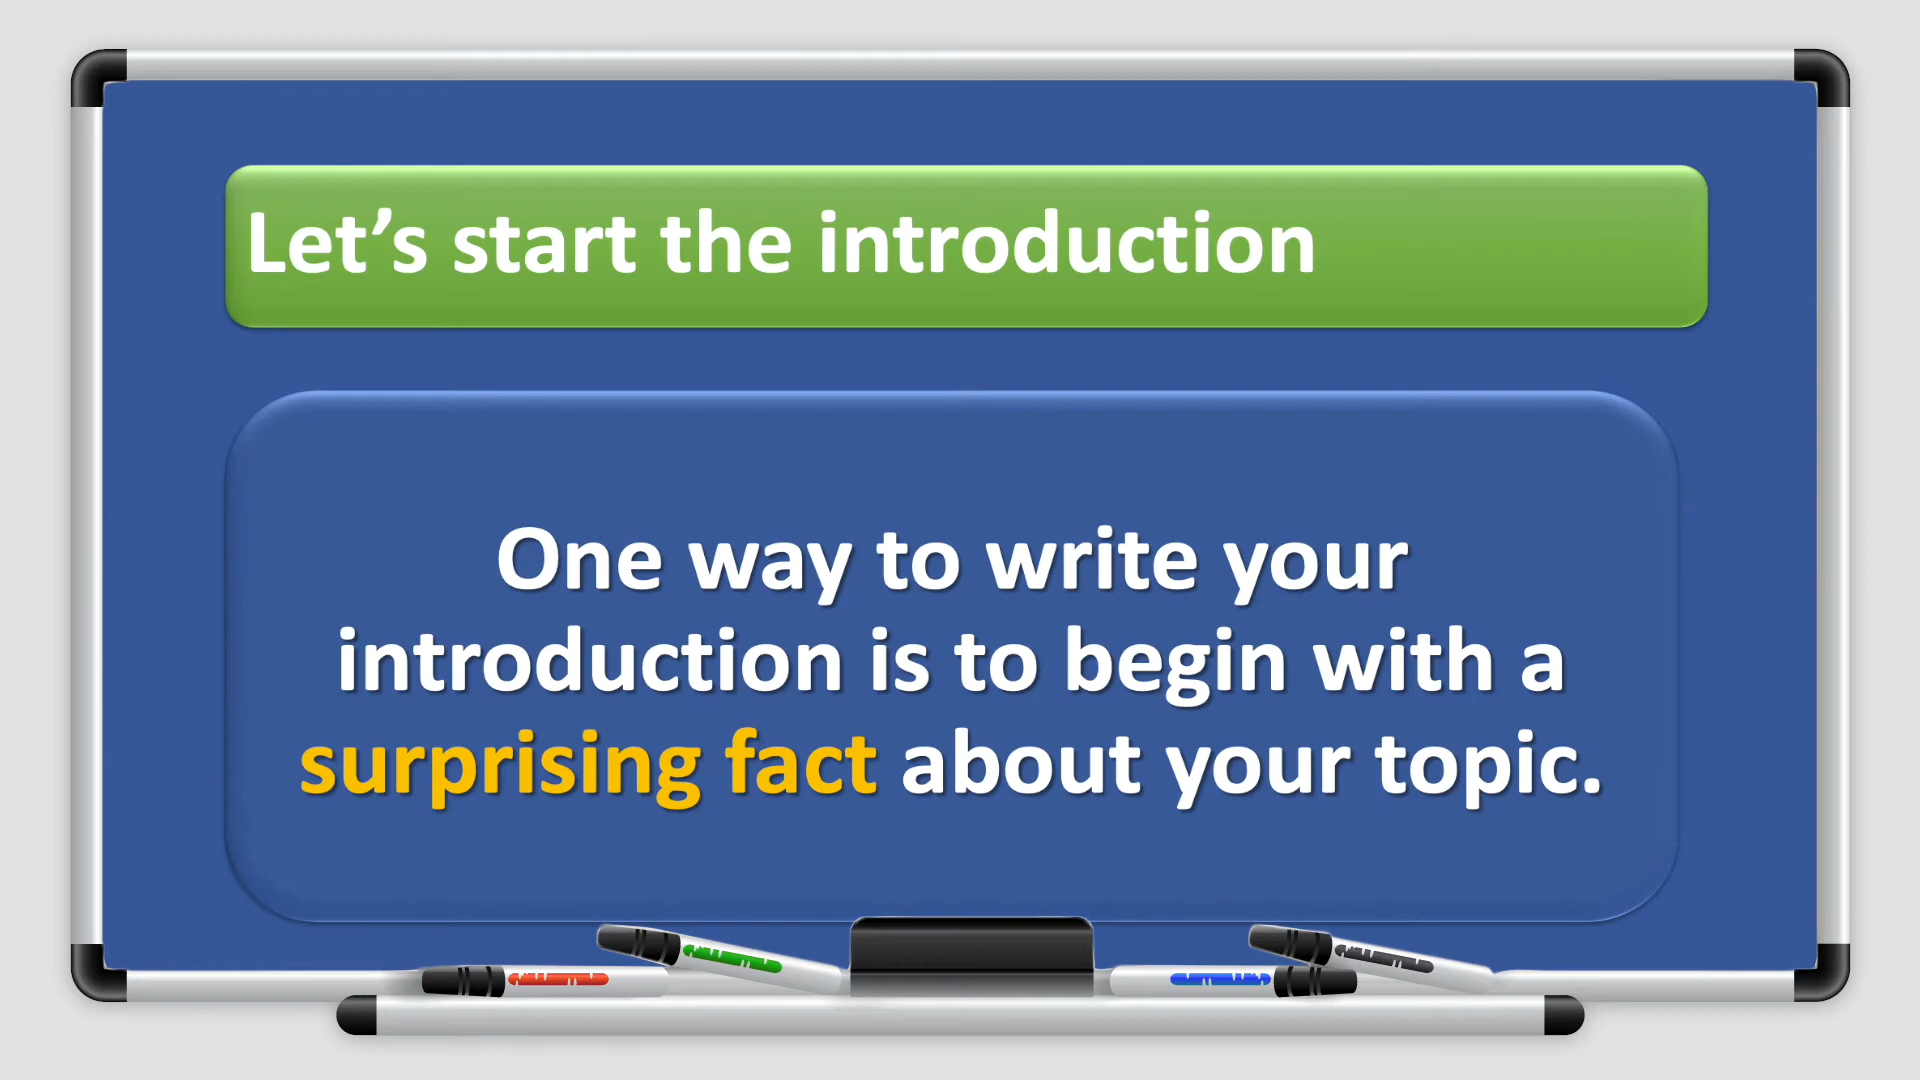 Let’s start the introduction
One way to write your
introduction is to begin with a
surprising fact about your topic.